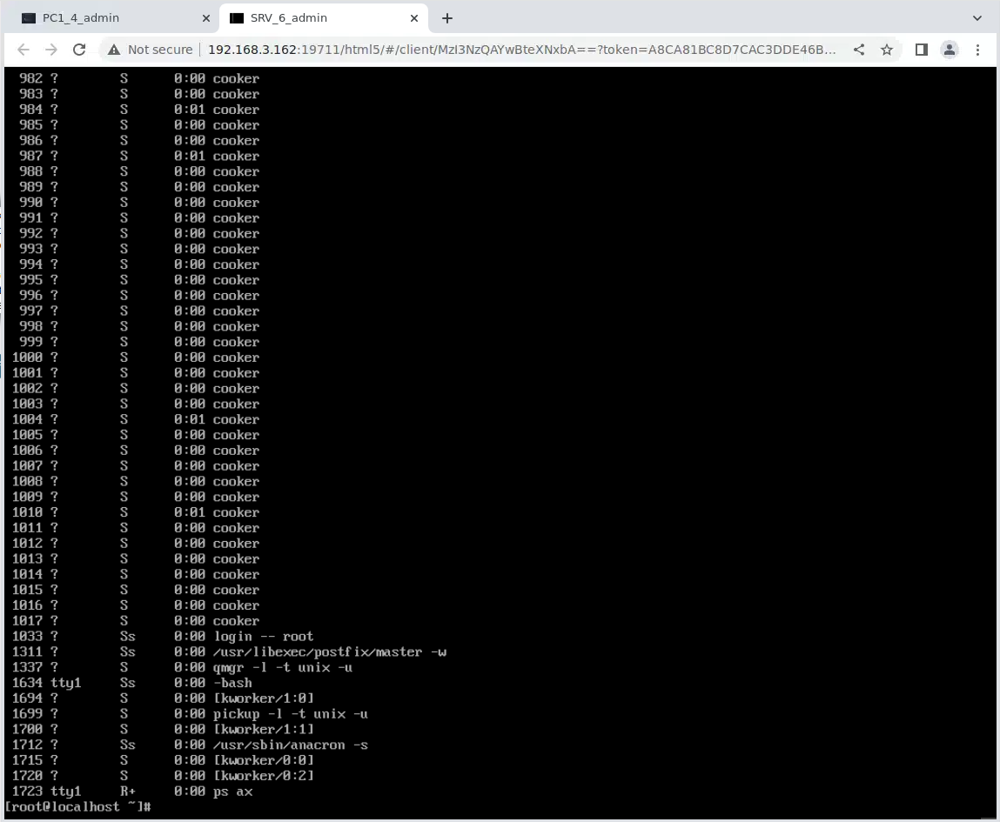 PC1_4_admin
SRV_6_admin
Not secure
192.168.3.162:19711/html5/#/client/MzI3NzQAYwBteXNxbA==?token=A8CA81BC8D7CAC3DDE46B...
982 ? S 0:00 cooker
983 ? S 0:00 cooker
984 ? S 0:01 cooker
985 ? S 0:00 cooker
986 ? S 0:00 cooker
987 ? S 0:01 cooker
988 ? S 0:00 cooker
989 ? S 0:00 cooker
990 ? S 0:00 cooker
991 ? S 0:00 cooker
992 ? S 0:00 cooker
993 ? S 0:00 cooker
994 ? S 0:00 cooker
995 ? S 0:00 cooker
996 ? S 0:00 cooker
997 ? S 0:00 cooker
998 ? S 0:00 cooker
999 ? S 0:00 cooker
1000 ? S 0:00 cooker
1001 ? S 0:00 cooker
1002 ? S 0:00 cooker
1003 ? S 0:00 cooker
1004 ? S 0:01 cooker
1005 ? S 0:00 cooker
1006 ? S 0:00 cooker
1007 ? S 0:00 cooker
1008 ? S 0:00 cooker
1009 ? S 0:00 cooker
1010 ? S 0:01 cooker
1011 ? S 0:00 cooker
1012 ? S 0:00 cooker
1013 ? S 0:00 cooker
1014 ? S 0:00 cooker
1015 ? S 0:00 cooker
1016 ? S 0:00 cooker
1017 ? S 0:00 cooker
1033 ? Ss 0:00 login -- root
1311 ? Ss 0:00 /usr/libexec/postfix/master -w
1337 ? S 0:00 qmgr -l -t unix -u
1634 tty1 Ss 0:00 -bash
1694 ? S 0:00 [kworker/1:0]
1699 ? S 0:00 pickup -l -t unix -u
1700 ? S 0:00 [kworker/1:1]
1712 ? Ss 0:00 /usr/sbin/anacron -s
1715 ? S 0:00 [kworker/0:0]
1720 ? S 0:00 [kworker/0:2]
1723 tty1 R+ 0:00 ps ax
[root@localhost ~]#